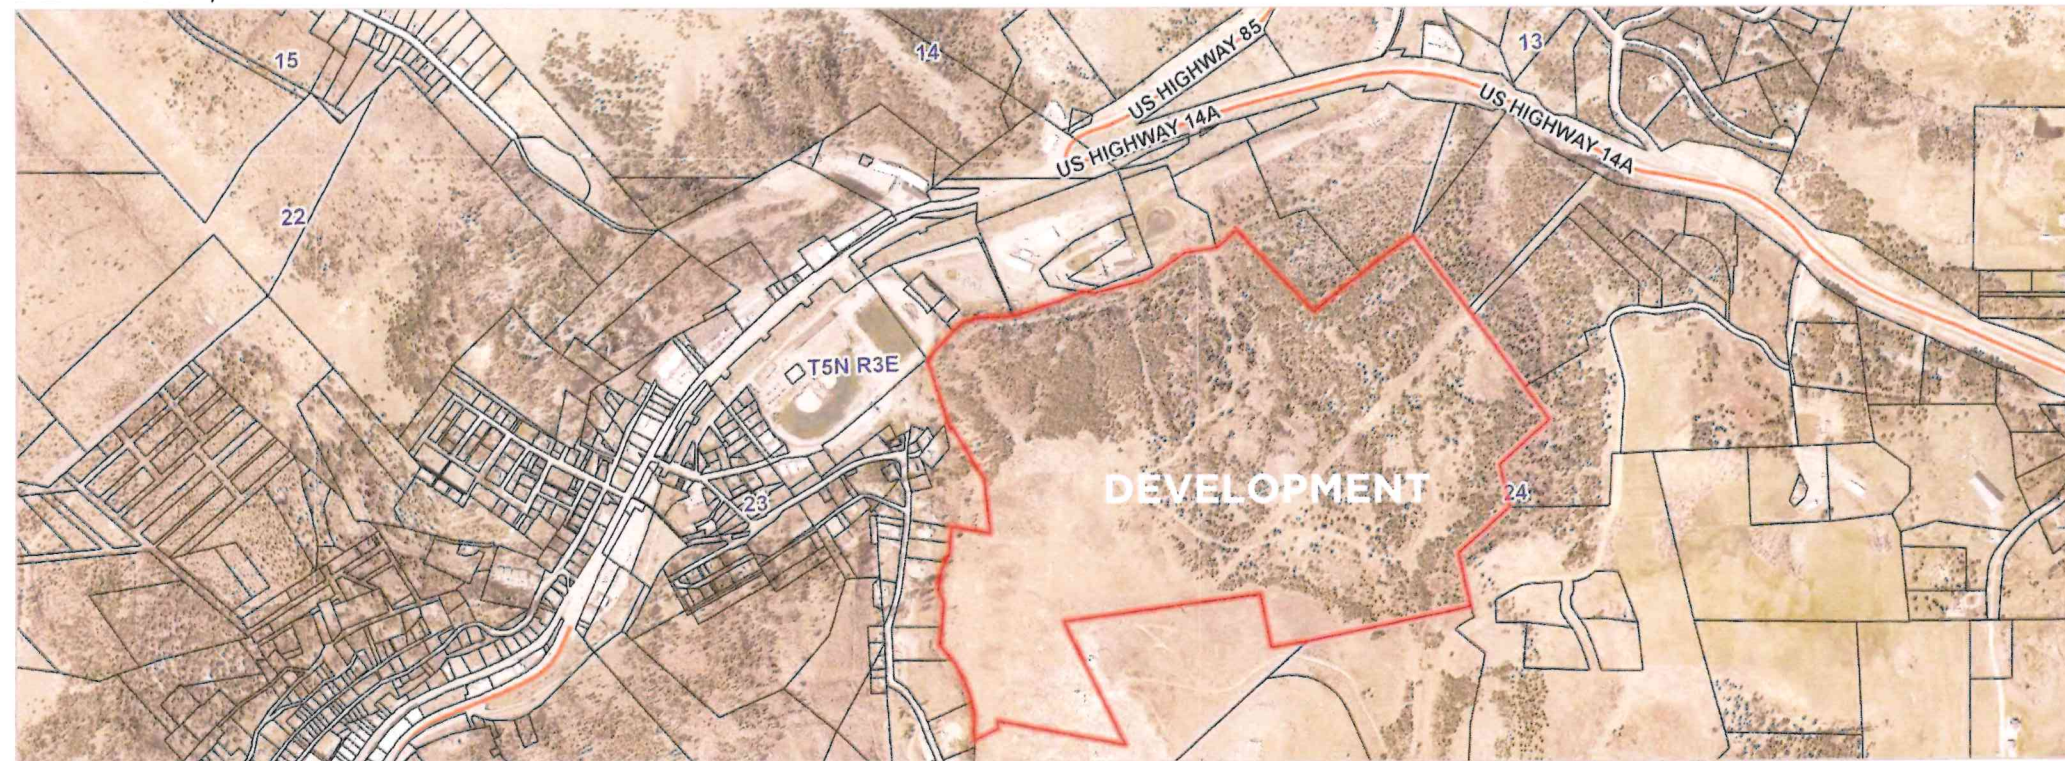 15
14
13
US HIGHWAY 85
US HIGHWAY 14A
US HIGHWAY 14A
22
T5N R3E
DEVELOPMENT
24
23